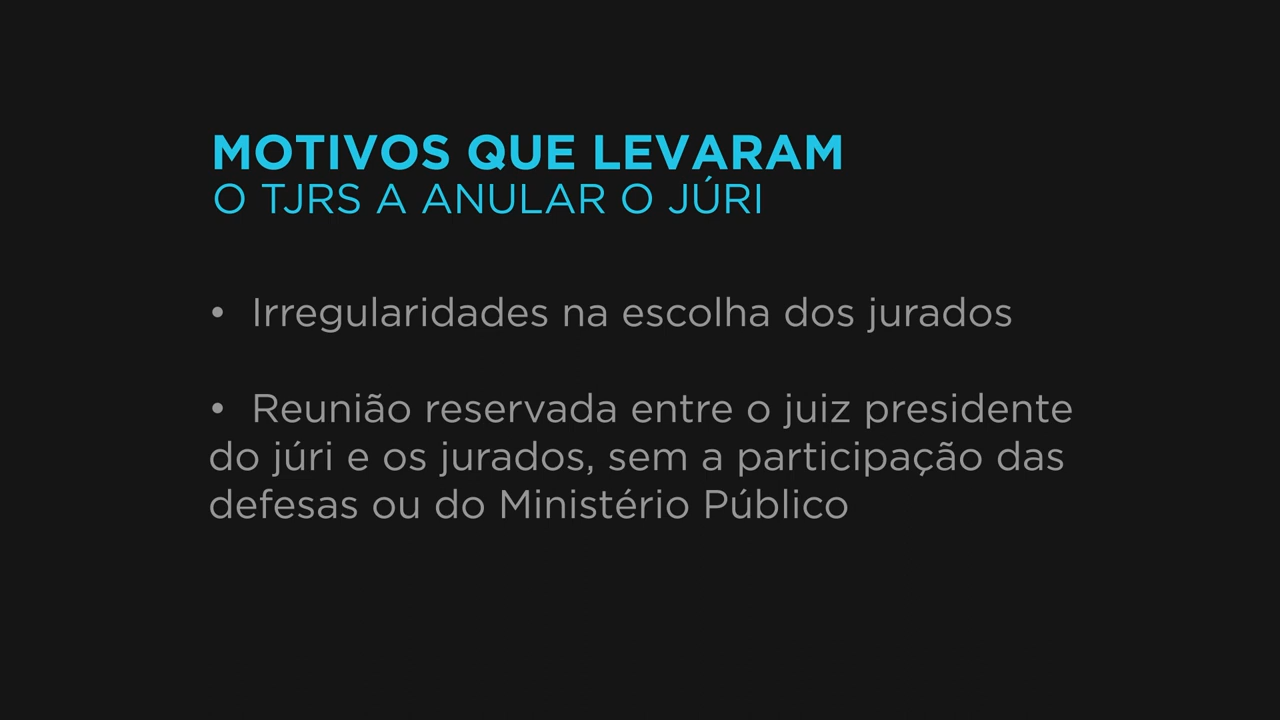 MOTIVOS QUE LEVARAM
O TJRS A ANULAR O JÚRI
• Irregularidades na escolha dos jurados
• Reunião reservada entre o juiz presidente
do júri e os jurados, sem a participação das
defesas ou do Ministério Público